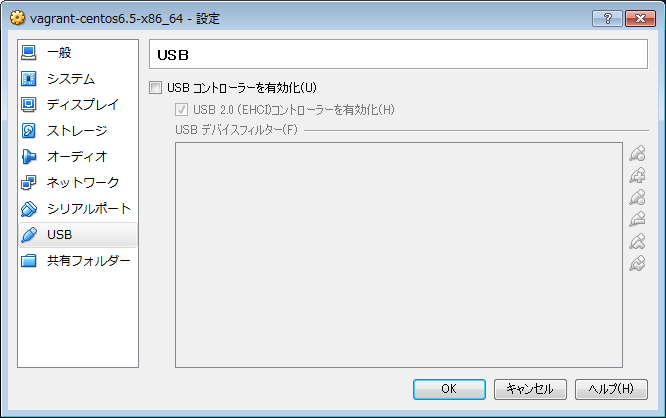 vagrant-centos6.5-x86_64 - 設定
一般
システム
ディスプレイ
ストレージ
オーディオ
ネットワーク
シリアルポート
USB
共有フォルダー
USB
USB コントローラーを有効化(U)
USB 2.0 (EHCI)コントローラーを有効化(H)
USB デバイスフィルター(F)
OK
キャンセル
ヘルプ(H)